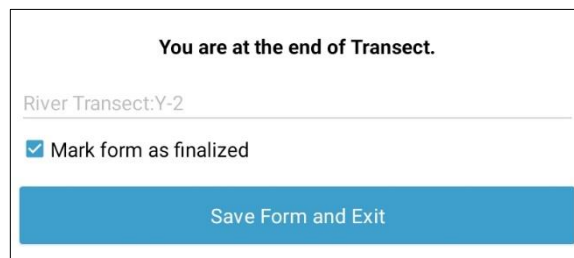 You are at the end of Transect.
River Transect:Y-2
Mark form as finalized
Save Form and Exit